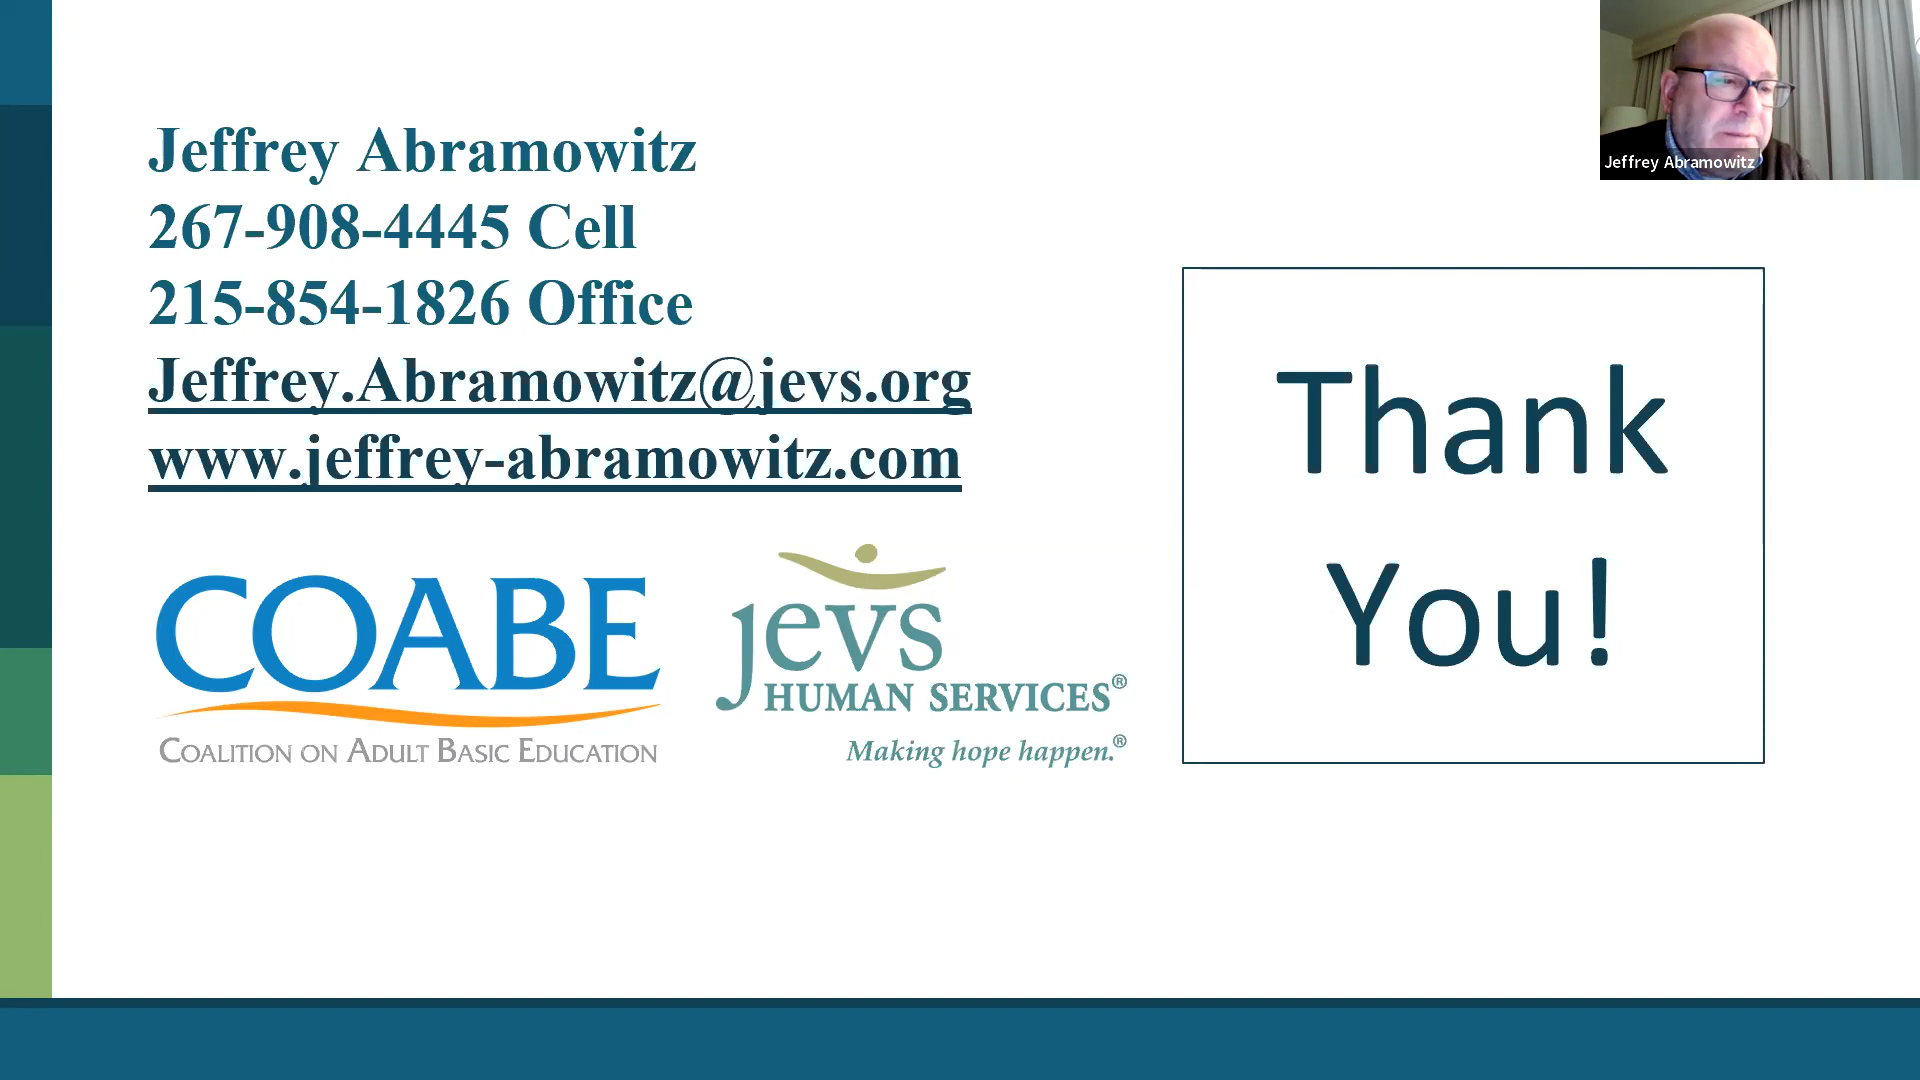 Jeffrey Abramowitz
267-908-4445 Cell
215-854-1826 Office
Jeffrey.Abramowitz@jevs.org
www.jeffrey-abramowitz.com
COABE
COALITION ON ADULT BASIC EDUCATION
jevs
HUMAN SERVICES®
Making hope happen.®
Thank
You!
Jeffrey Abramowitz